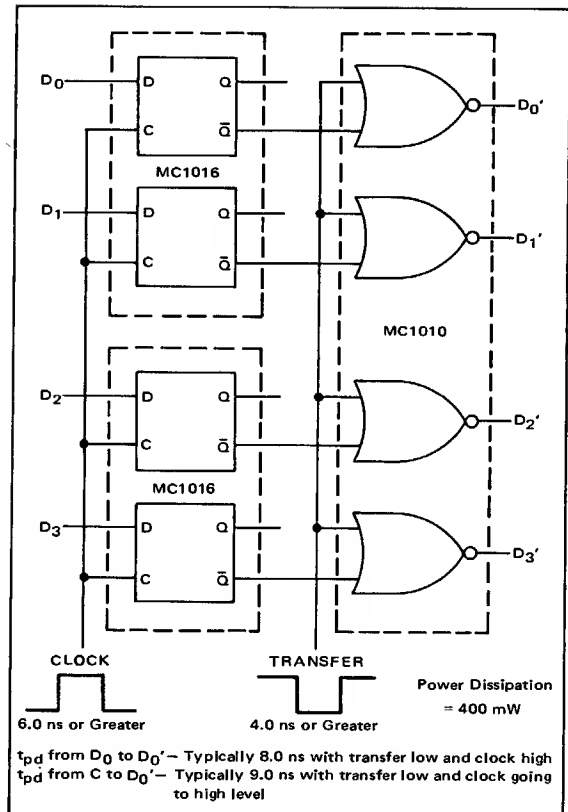 D0
D Q
C Q̅
MC1016
D0'
D1
D Q
C Q̅
D1'
MC1010
D2
D Q
C Q̅
MC1016
D2'
D3
D Q
C Q̅
D3'
CLOCK
6.0 ns or Greater
TRANSFER
4.0 ns or Greater
Power Dissipation
= 400 mW
tpd from D0 to D0' – Typically 8.0 ns with transfer low and clock high
tpd from C to D0' – Typically 9.0 ns with transfer low and clock going
to high level